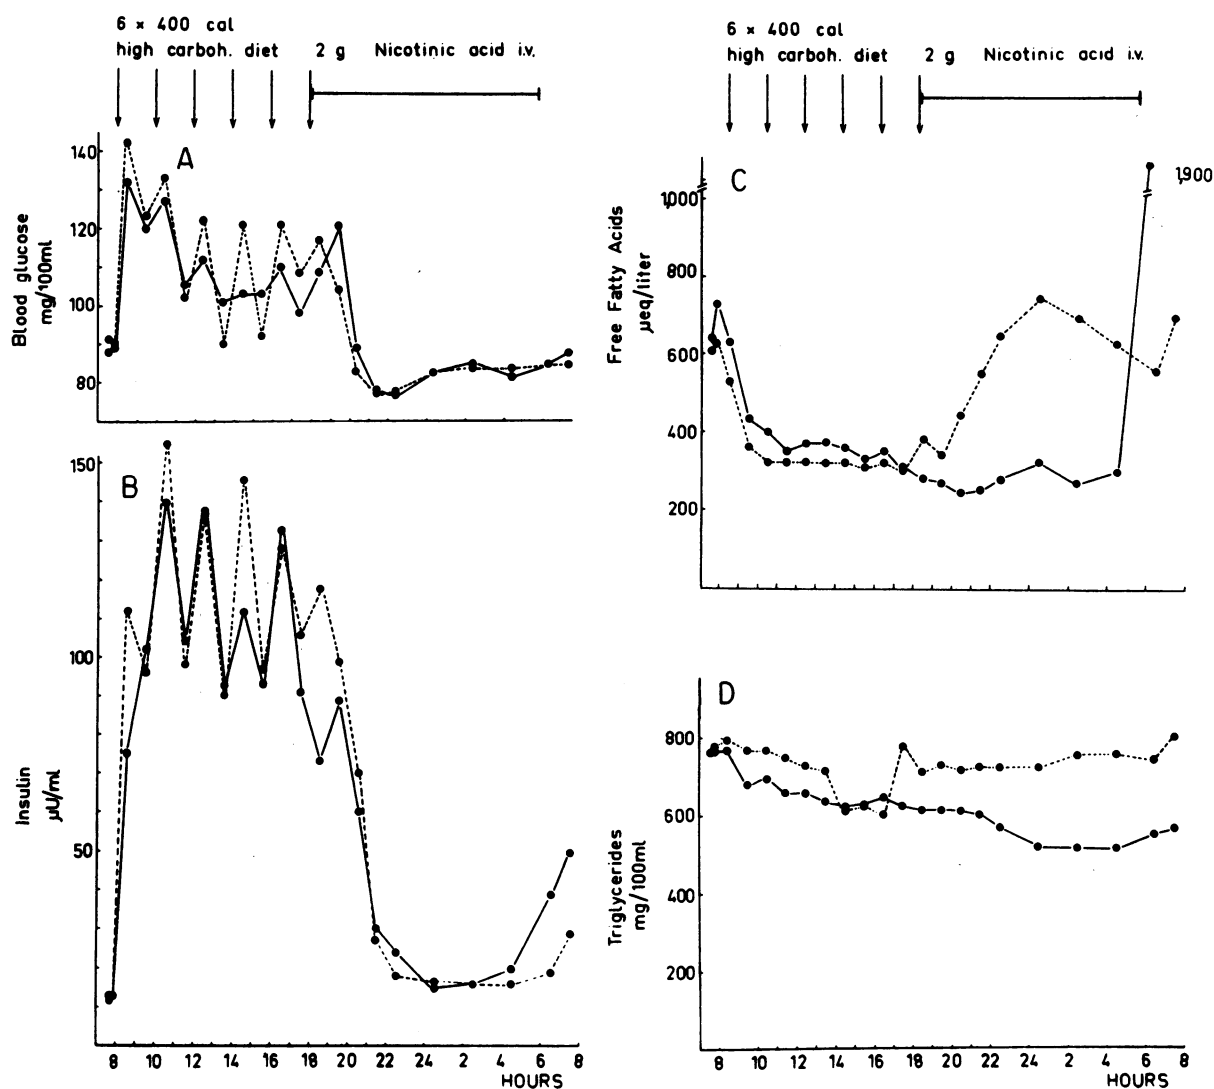 6 × 400 cal
high carboh. diet 2 g Nicotinic acid i.v.
A
140
120
100
80
Blood glucose
mg/100ml
B
150
100
50
Insulin
µU/ml
8 10 12 14 16 18 20 22 24 2 4 6 8
HOURS
6 × 400 cal
high carboh. diet 2 g Nicotinic acid i.v.
C
1,900
1,000
800
600
400
200
Free Fatty Acids
µeq/liter
D
800
600
400
200
Triglycerides
mg/100ml
8 10 12 14 16 18 20 22 24 2 4 6 8
HOURS